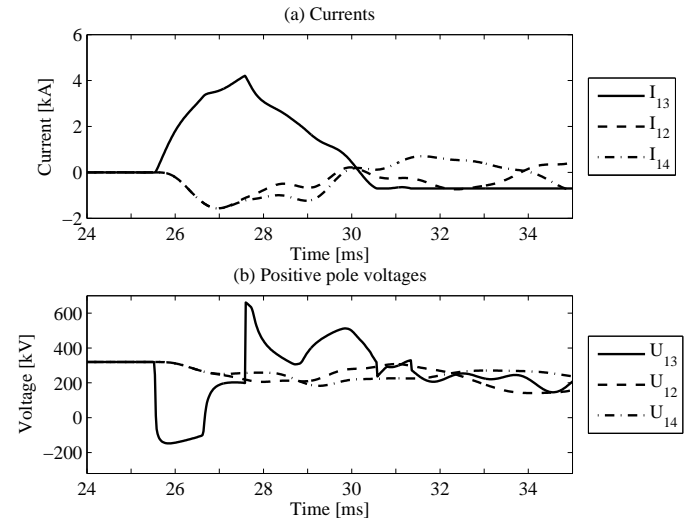 (a) Currents
6
4
2
0
−2
Current [kA]
24 26 28 30 32 34
Time [ms]
I13
I12
I14
(b) Positive pole voltages
600
400
200
0
−200
Voltage [kV]
24 26 28 30 32 34
Time [ms]
U13
U12
U14